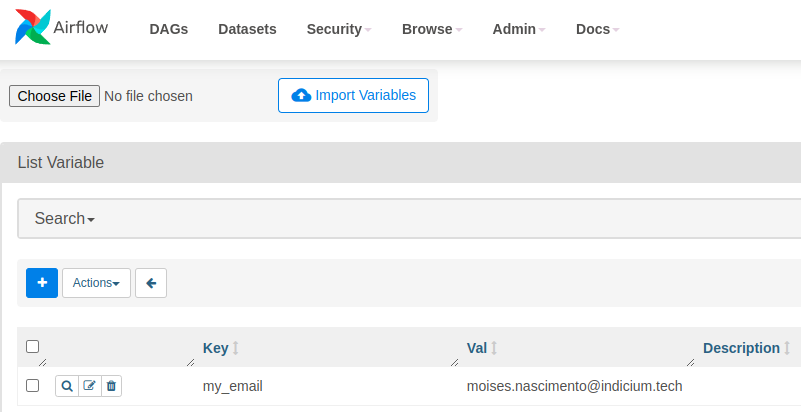 Airflow DAGs Datasets Security Browse Admin Docs
Choose File No file chosen Import Variables
List Variable
Search
+ Actions
Key Val Description
my_email moises.nascimento@indicium.tech